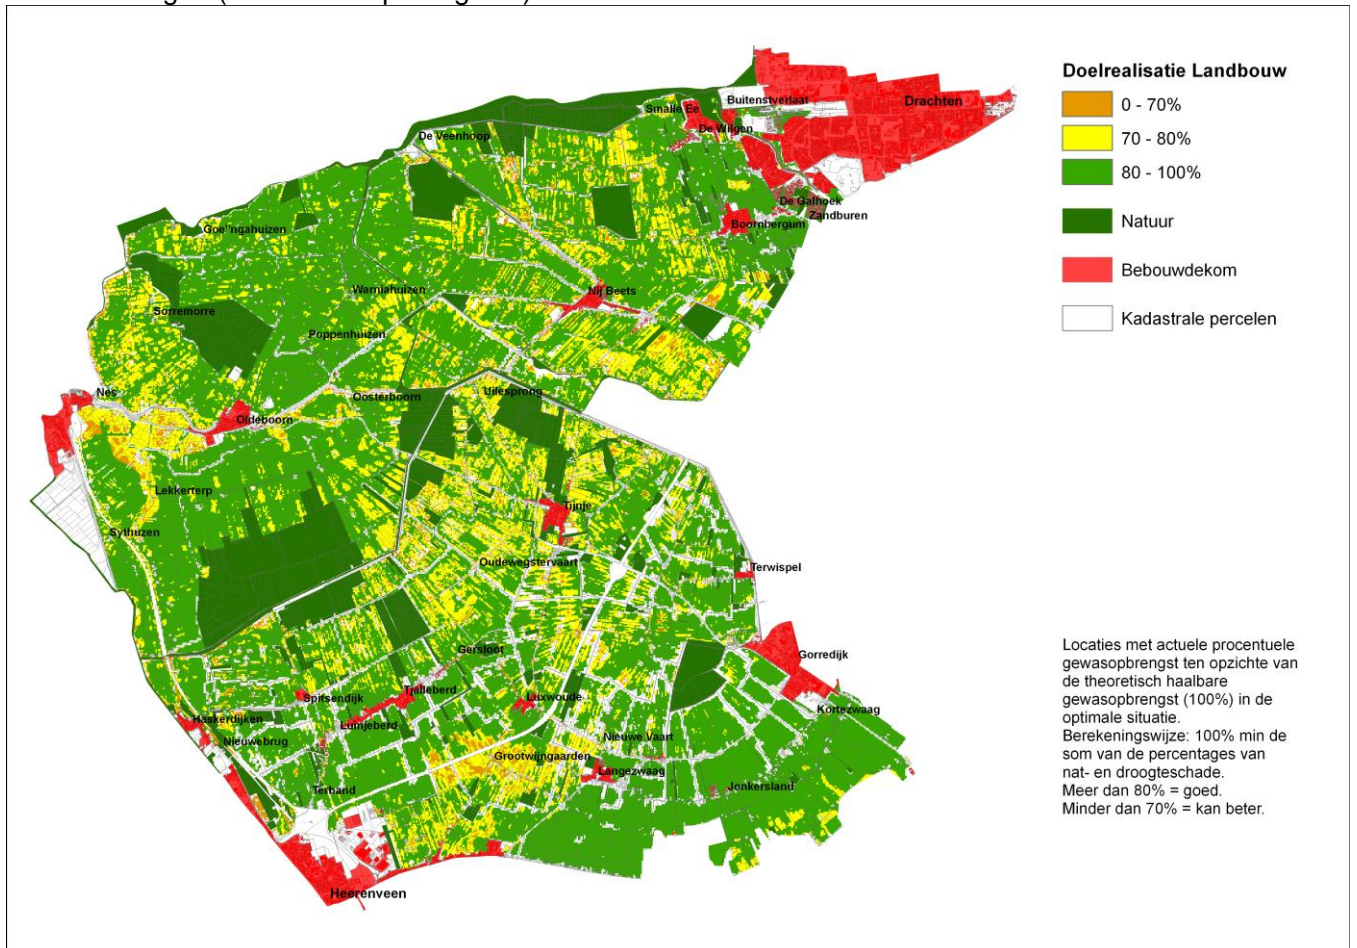 Doelrealisatie Landbouw
0 - 70%
70 - 80%
80 - 100%
Natuur
Bebouwdekom
Kadastrale percelen
Drachten
Buitenstverlaat
Smalle Ee
De Wilgen
De Veenhoop
De Galhoek
Zandburen
Boornbergum
Goe"ngahuizen
Warniahuizen
Nij Beets
Sorremorre
Poppenhuizen
Nes
Oosterboorn
Uilesprong
Oldeboorn
Lekkerterp
Tijnje
Sythuzen
Oudewegstervaart
Terwispel
Gersloot
Gorredijk
Tjalleberd
Spitsendijk
Luxwoude
Kortezwaag
Haskerdijken
Luinjeberd
Nieuwebrug
Nieuwe Vaart
Grootwijngaarden
Langezwaag
Jonkersland
Terband
Heerenveen
Locaties met actuele procentuele
gewasopbrengst ten opzichte van
de theoretisch haalbare
gewasopbrengst (100%) in de
optimale situatie.
Berekeningswijze: 100% min de
som van de percentages van
nat- en droogteschade.
Meer dan 80% = goed.
Minder dan 70% = kan beter.